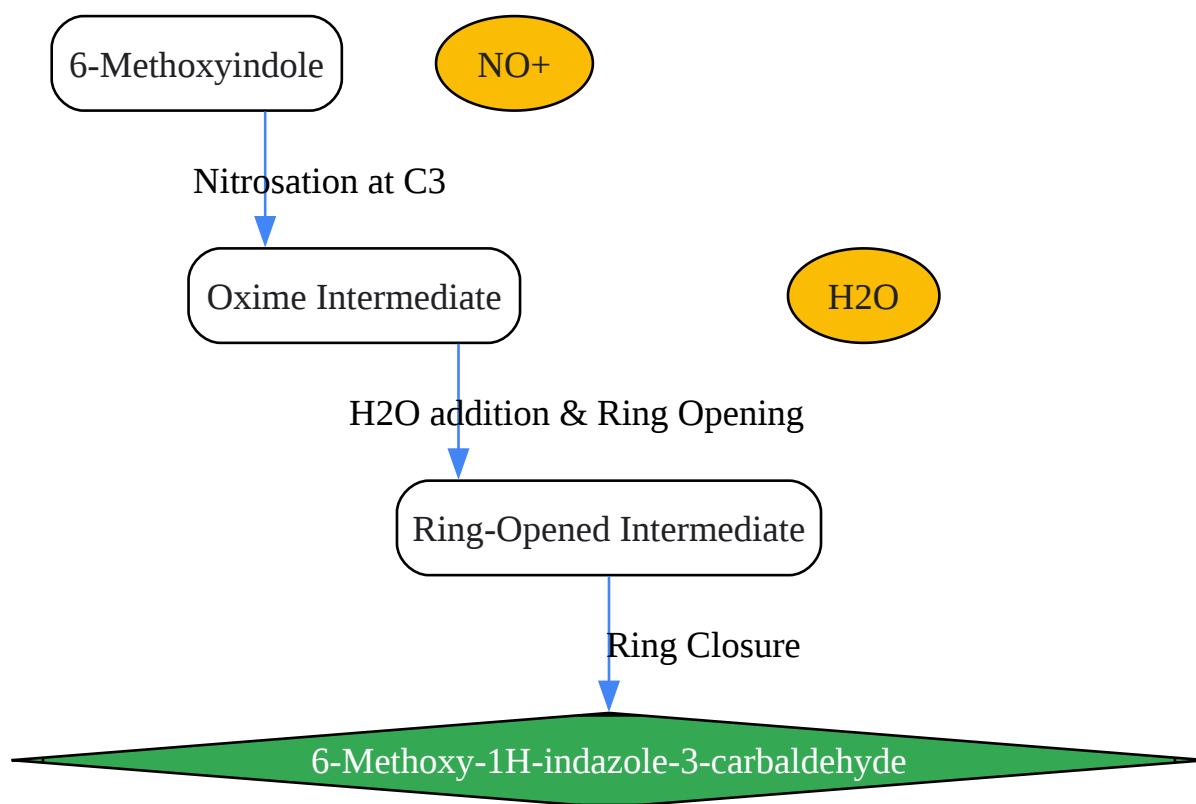 6-Methoxyindole
NO+
Nitrosation at C3
Oxime Intermediate
H2O
H2O addition & Ring Opening
Ring-Opened Intermediate
Ring Closure
6-Methoxy-1H-indazole-3-carbaldehyde